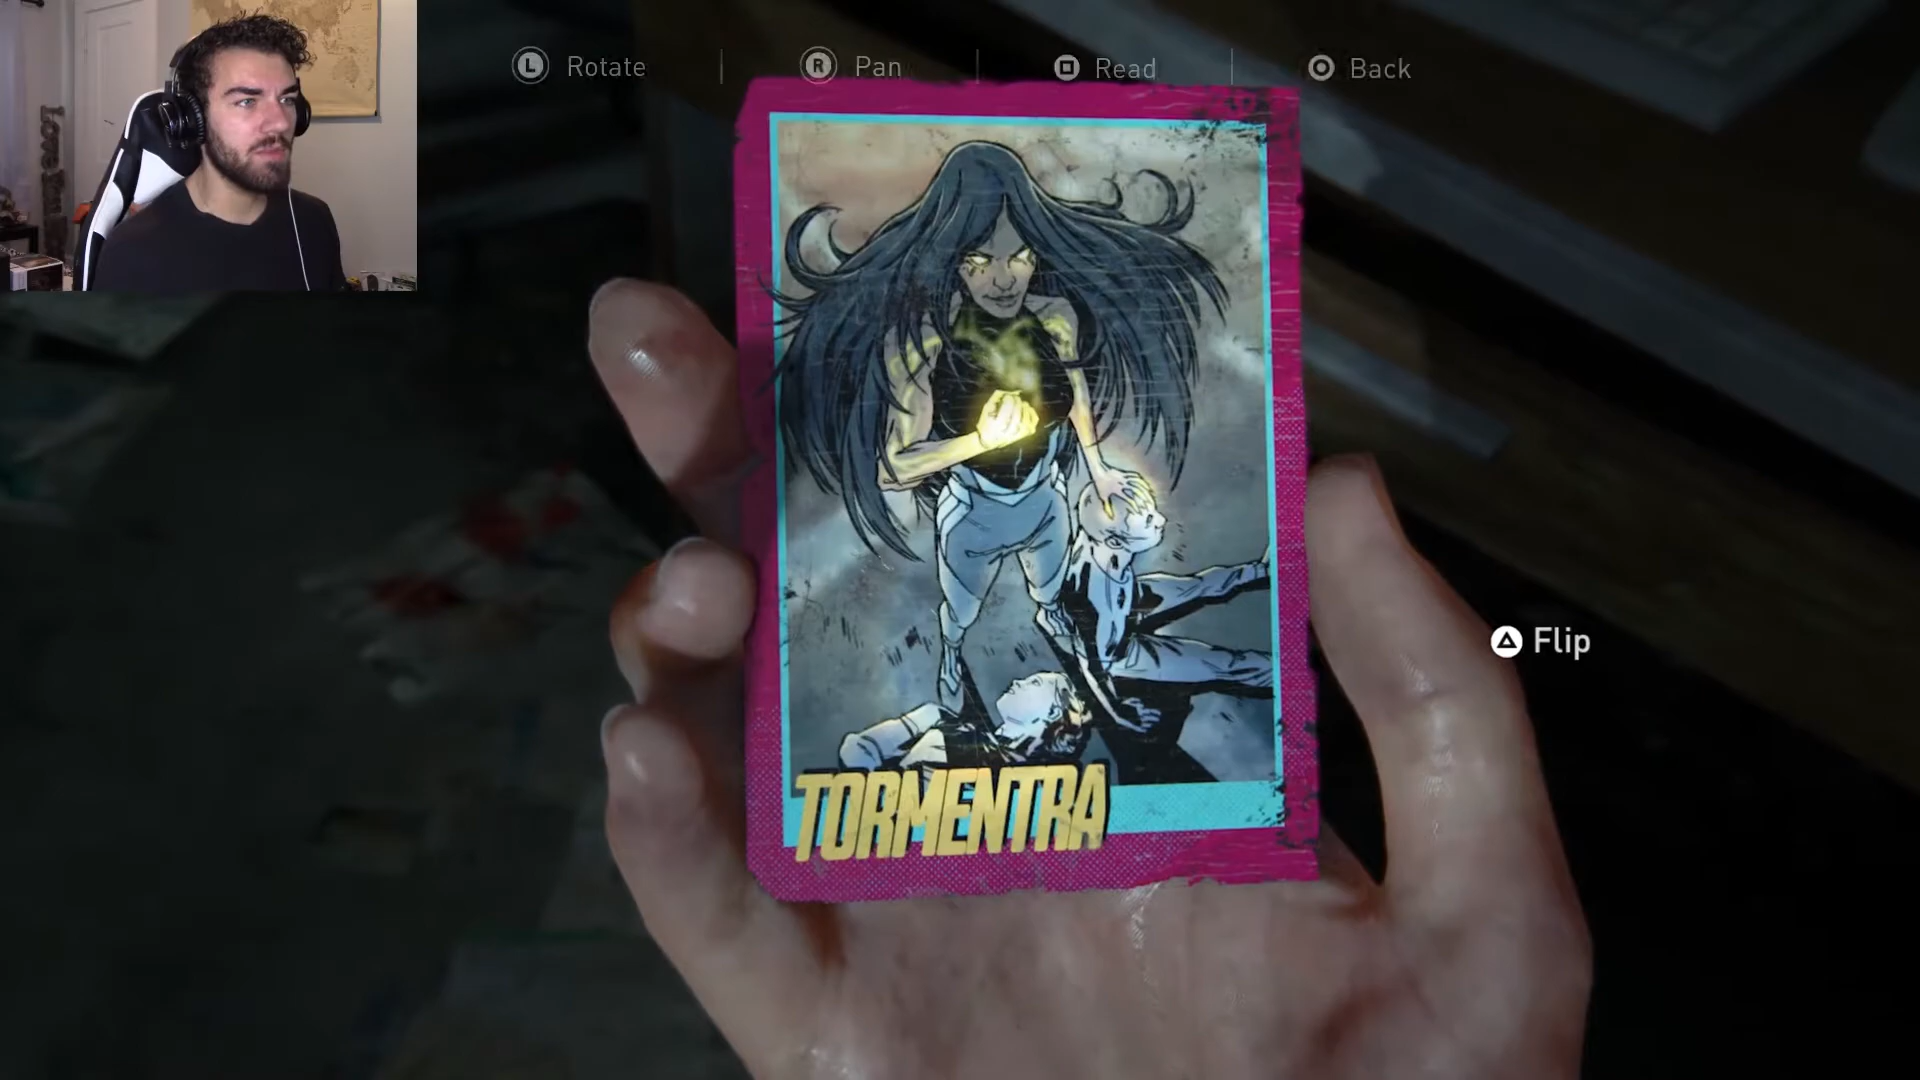 L Rotate
R Pan
Read
Back
Flip
TORMENTRA